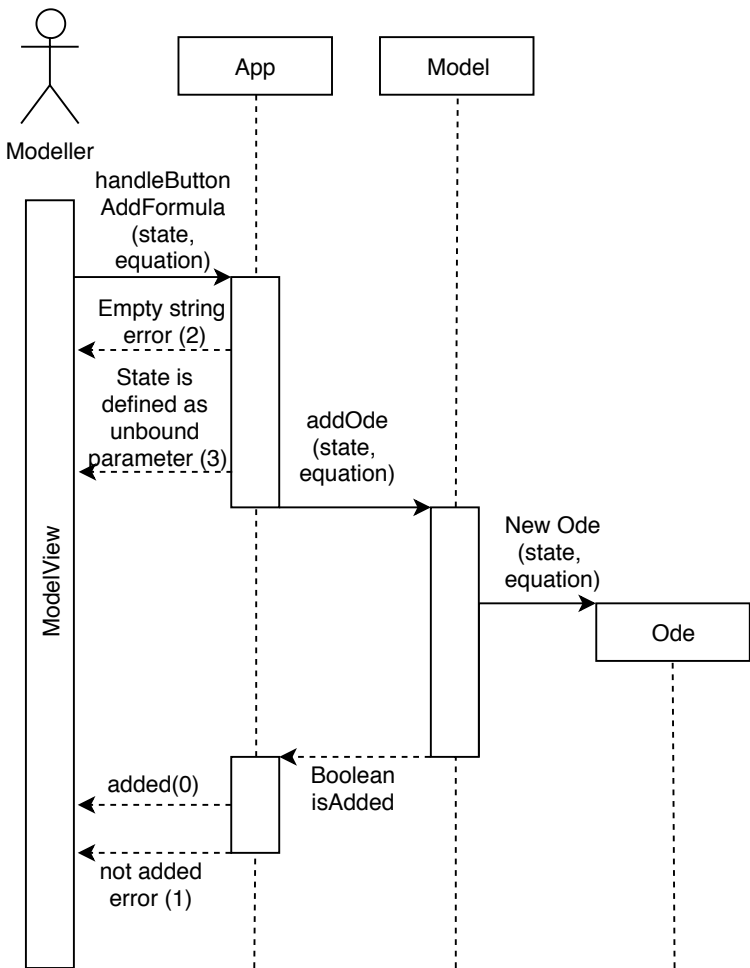 App
Model
Modeller
handleButton
AddFormula
(state,
equation)
Empty string
error (2)
State is
defined as
unbound
parameter (3)
addOde
(state,
equation)
New Ode
(state,
equation)
Ode
ModelView
Boolean
isAdded
added(0)
not added
error (1)